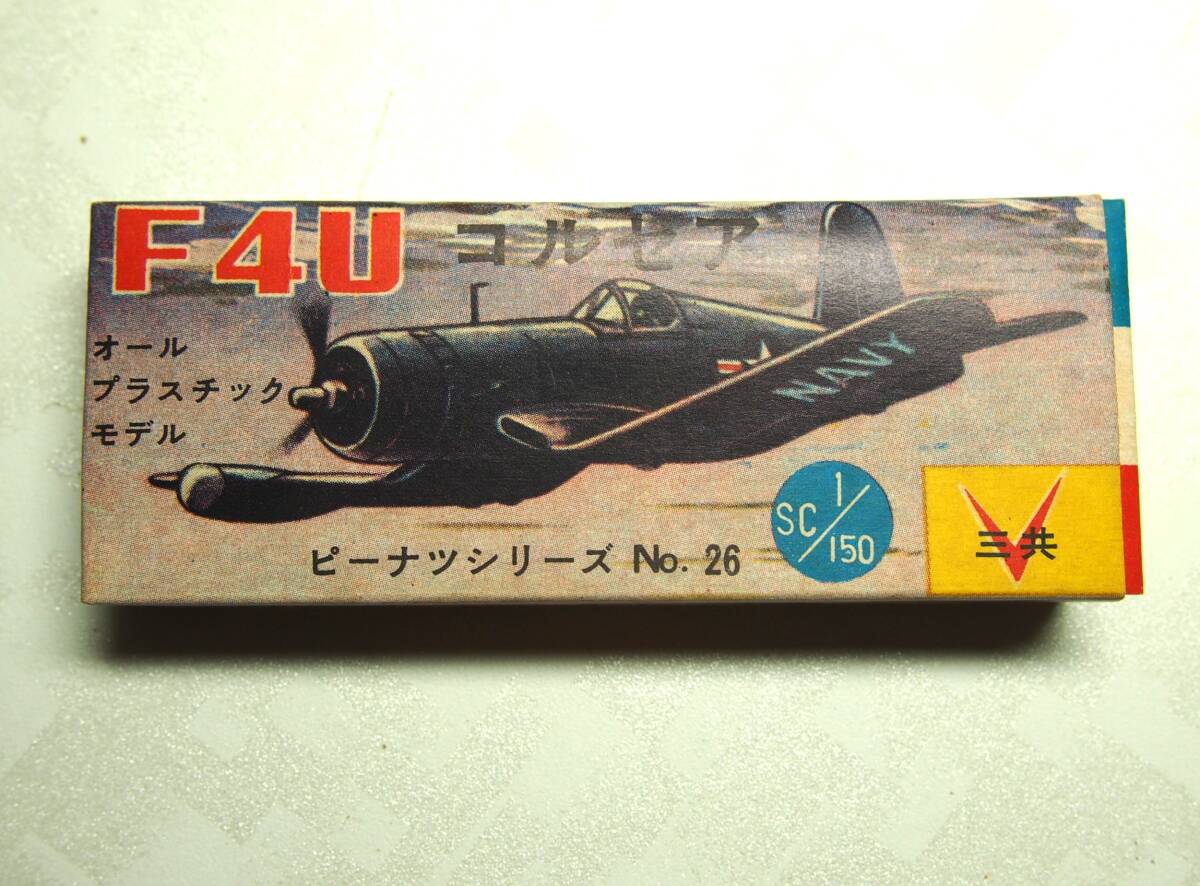 F4U コルセア
オール
プラスチック
モデル
NAVY
ピーナツシリーズ No. 26
SC 1/150
三共